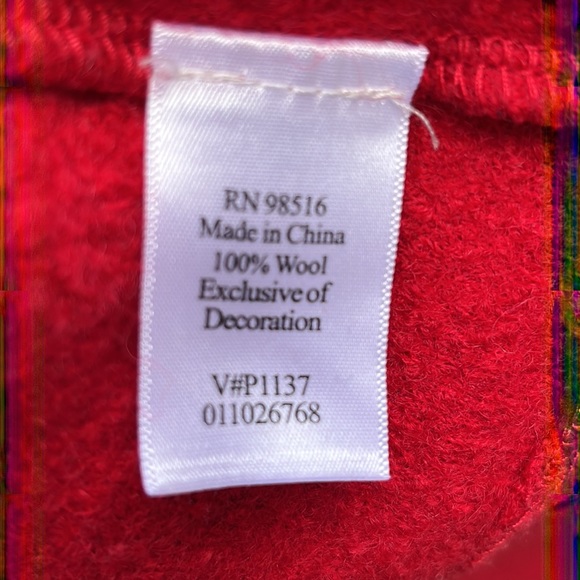 RN 98516
Made in China
100% Wool
Exclusive of
Decoration
V#P1137
011026768